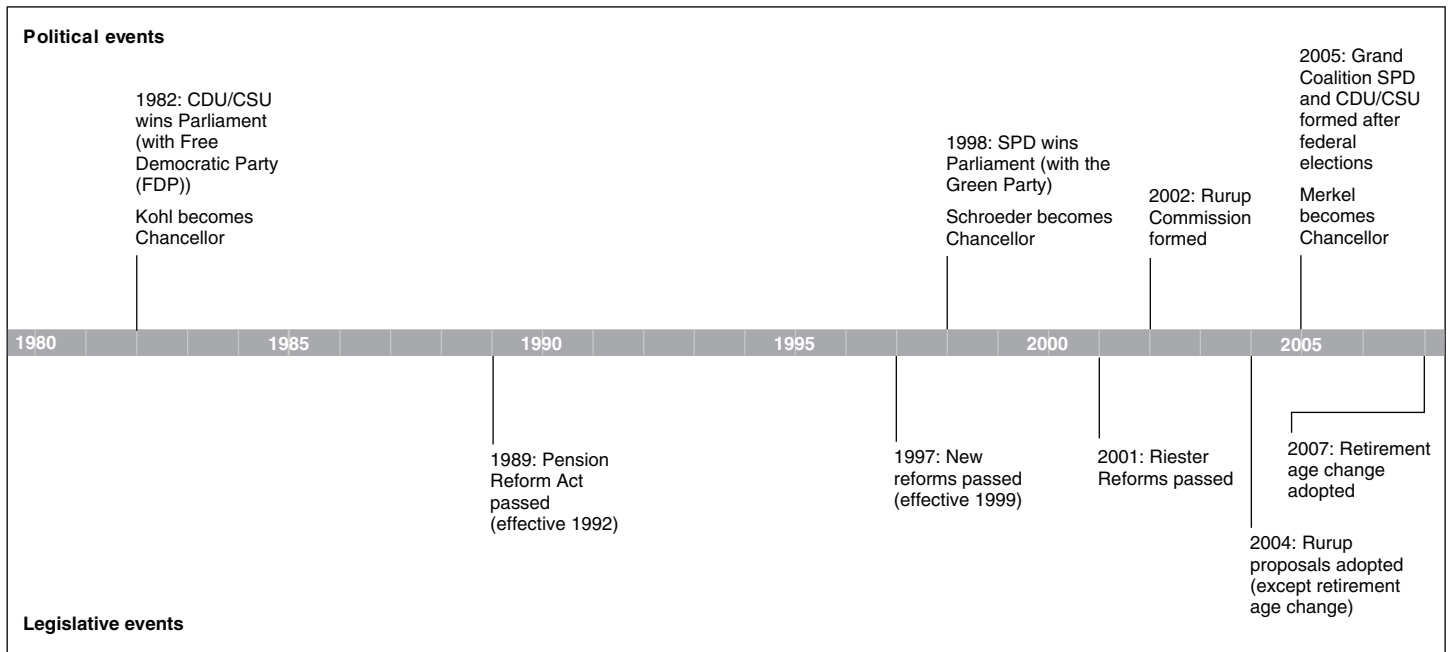 Political events
1982: CDU/CSU
wins Parliament
(with Free
Democratic Party
(FDP))
Kohl becomes
Chancellor
1998: SPD wins
Parliament (with the
Green Party)
Schroeder becomes
Chancellor
2002: Rurup
Commission
formed
2005: Grand
Coalition SPD
and CDU/CSU
formed after
federal
elections
Merkel
becomes
Chancellor
1980
1985
1990
1995
2000
2005
1989: Pension
Reform Act
passed
(effective 1992)
1997: New
reforms passed
(effective 1999)
2001: Riester
Reforms passed
2004: Rurup
proposals adopted
(except retirement
age change)
2007: Retirement
age change
adopted
Legislative events